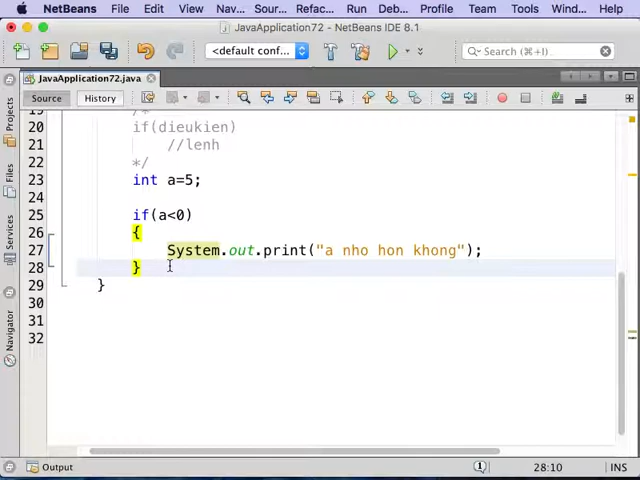 NetBeans File Edit View Nav... Sour... Refac... Run Deb... Profile Team Tools Win... Help
JavaApplication72.java - NetBeans IDE 8.1
<default conf... Search (⌘+I)
JavaApplication72.java
Source History
Projects
Files
Services
Navigator
19 /*
20 if(dieukien)
21 //lenh
22 */
23 int a=5;
24
25 if(a<0)
26 {
27 System.out.print("a nho hon khong");
28 }
29 }
30
31
32
Output 28:10 INS